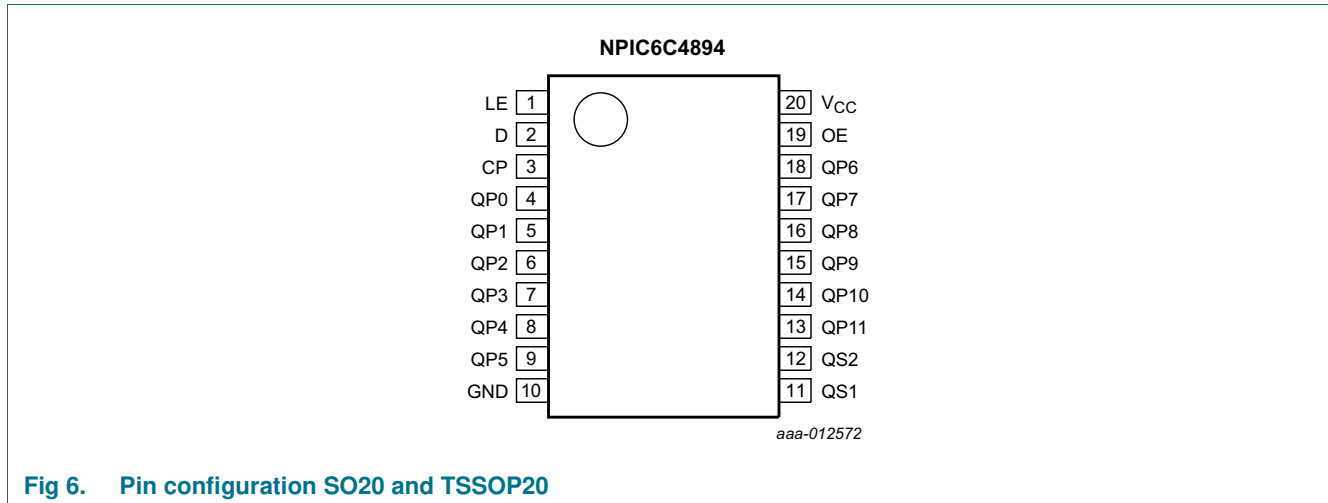 NPIC6C4894
LE 1
D 2
CP 3
QP0 4
QP1 5
QP2 6
QP3 7
QP4 8
QP5 9
GND 10
20 VCC
19 OE
18 QP6
17 QP7
16 QP8
15 QP9
14 QP10
13 QP11
12 QS2
11 QS1
aaa-012572
Fig 6. Pin configuration SO20 and TSSOP20